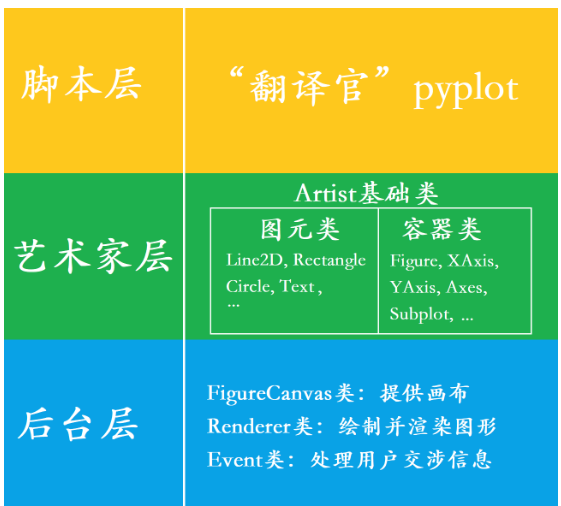 脚本层
“翻译官”pyplot
艺术家层
Artist基础类
图元类
Line2D, Rectangle
Circle, Text ,
...
容器类
Figure, XAxis,
YAxis, Axes,
Subplot, ...
后台层
FigureCanvas类：提供画布
Renderer类：绘制并渲染图形
Event类：处理用户交涉信息